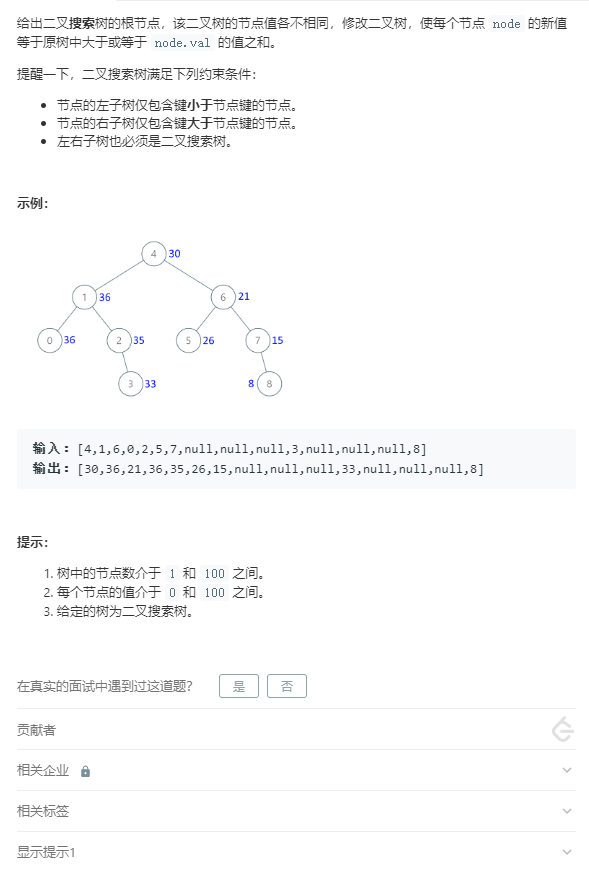 给出二叉搜索树的根节点，该二叉树的节点值各不相同，修改二叉树，使每个节点 node 的新值
等于原树中大于或等于 node.val 的值之和。
提醒一下，二叉搜索树满足下列约束条件：
• 节点的左子树仅包含键小于节点键的节点。
• 节点的右子树仅包含键大于节点键的节点。
• 左右子树也必须是二叉搜索树。
示例：
4 30
1 36 6 21
0 36 2 35 5 26 7 15
3 33 8 8
输入：[4,1,6,0,2,5,7,null,null,null,3,null,null,null,8]
输出：[30,36,21,36,35,26,15,null,null,null,33,null,null,null,8]
提示：
1. 树中的节点数介于 1 和 100 之间。
2. 每个节点的值介于 0 和 100 之间。
3. 给定的树为二叉搜索树。
在真实的面试中遇到过这道题？ 是 否
贡献者
相关企业
相关标签
显示提示1